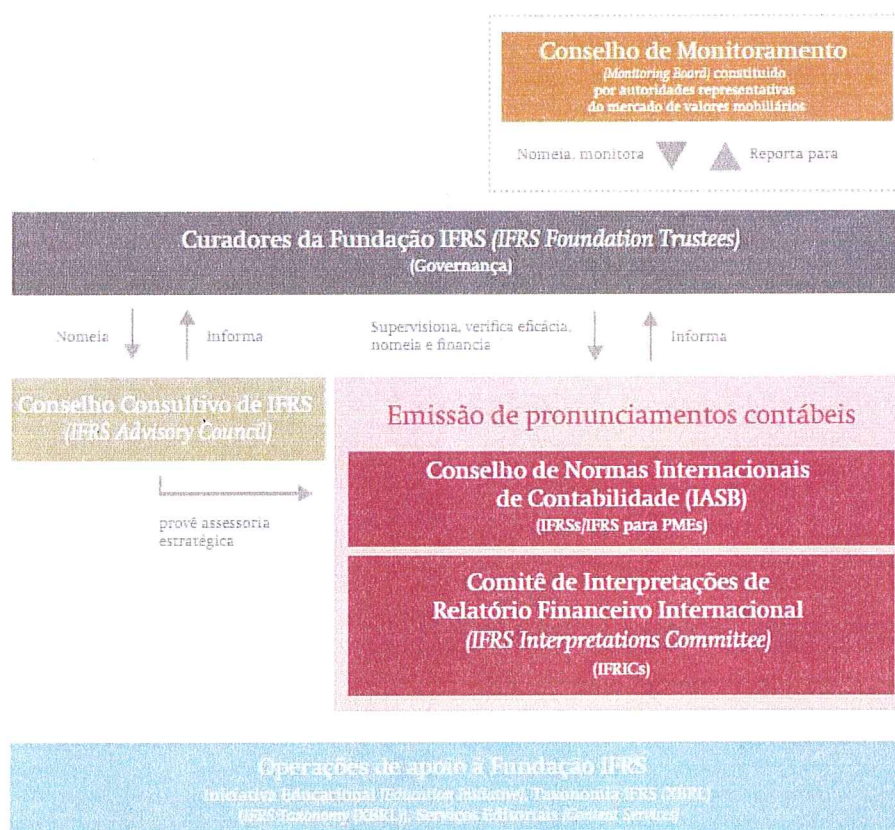 Conselho de Monitoramento
(Monitoring Board) constituído
por autoridades representativas
do mercado de valores mobiliários
Nomeia, monitora
Reporta para
Curadores da Fundação IFRS (IFRS Foundation Trustees)
(Governança)
Nomeia
Informa
Supervisiona, verifica eficácia,
nomeia e financia
Informa
Conselho Consultivo de IFRS
(IFRS Advisory Council)
provê assessoria
estratégica
Emissão de pronunciamentos contábeis
Conselho de Normas Internacionais
de Contabilidade (IASB)
(IFRSs/IFRS para PMEs)
Comitê de Interpretações de
Relatório Financeiro Internacional
(IFRS Interpretations Committee)
(IFRICs)
Operações de apoio à Fundação IFRS
Iniciativa Educacional (Education Initiative), Taxonomia IFRS (XBRL)
(IFRS Taxonomy (XBRL)), Serviços Editoriais (Content Services)